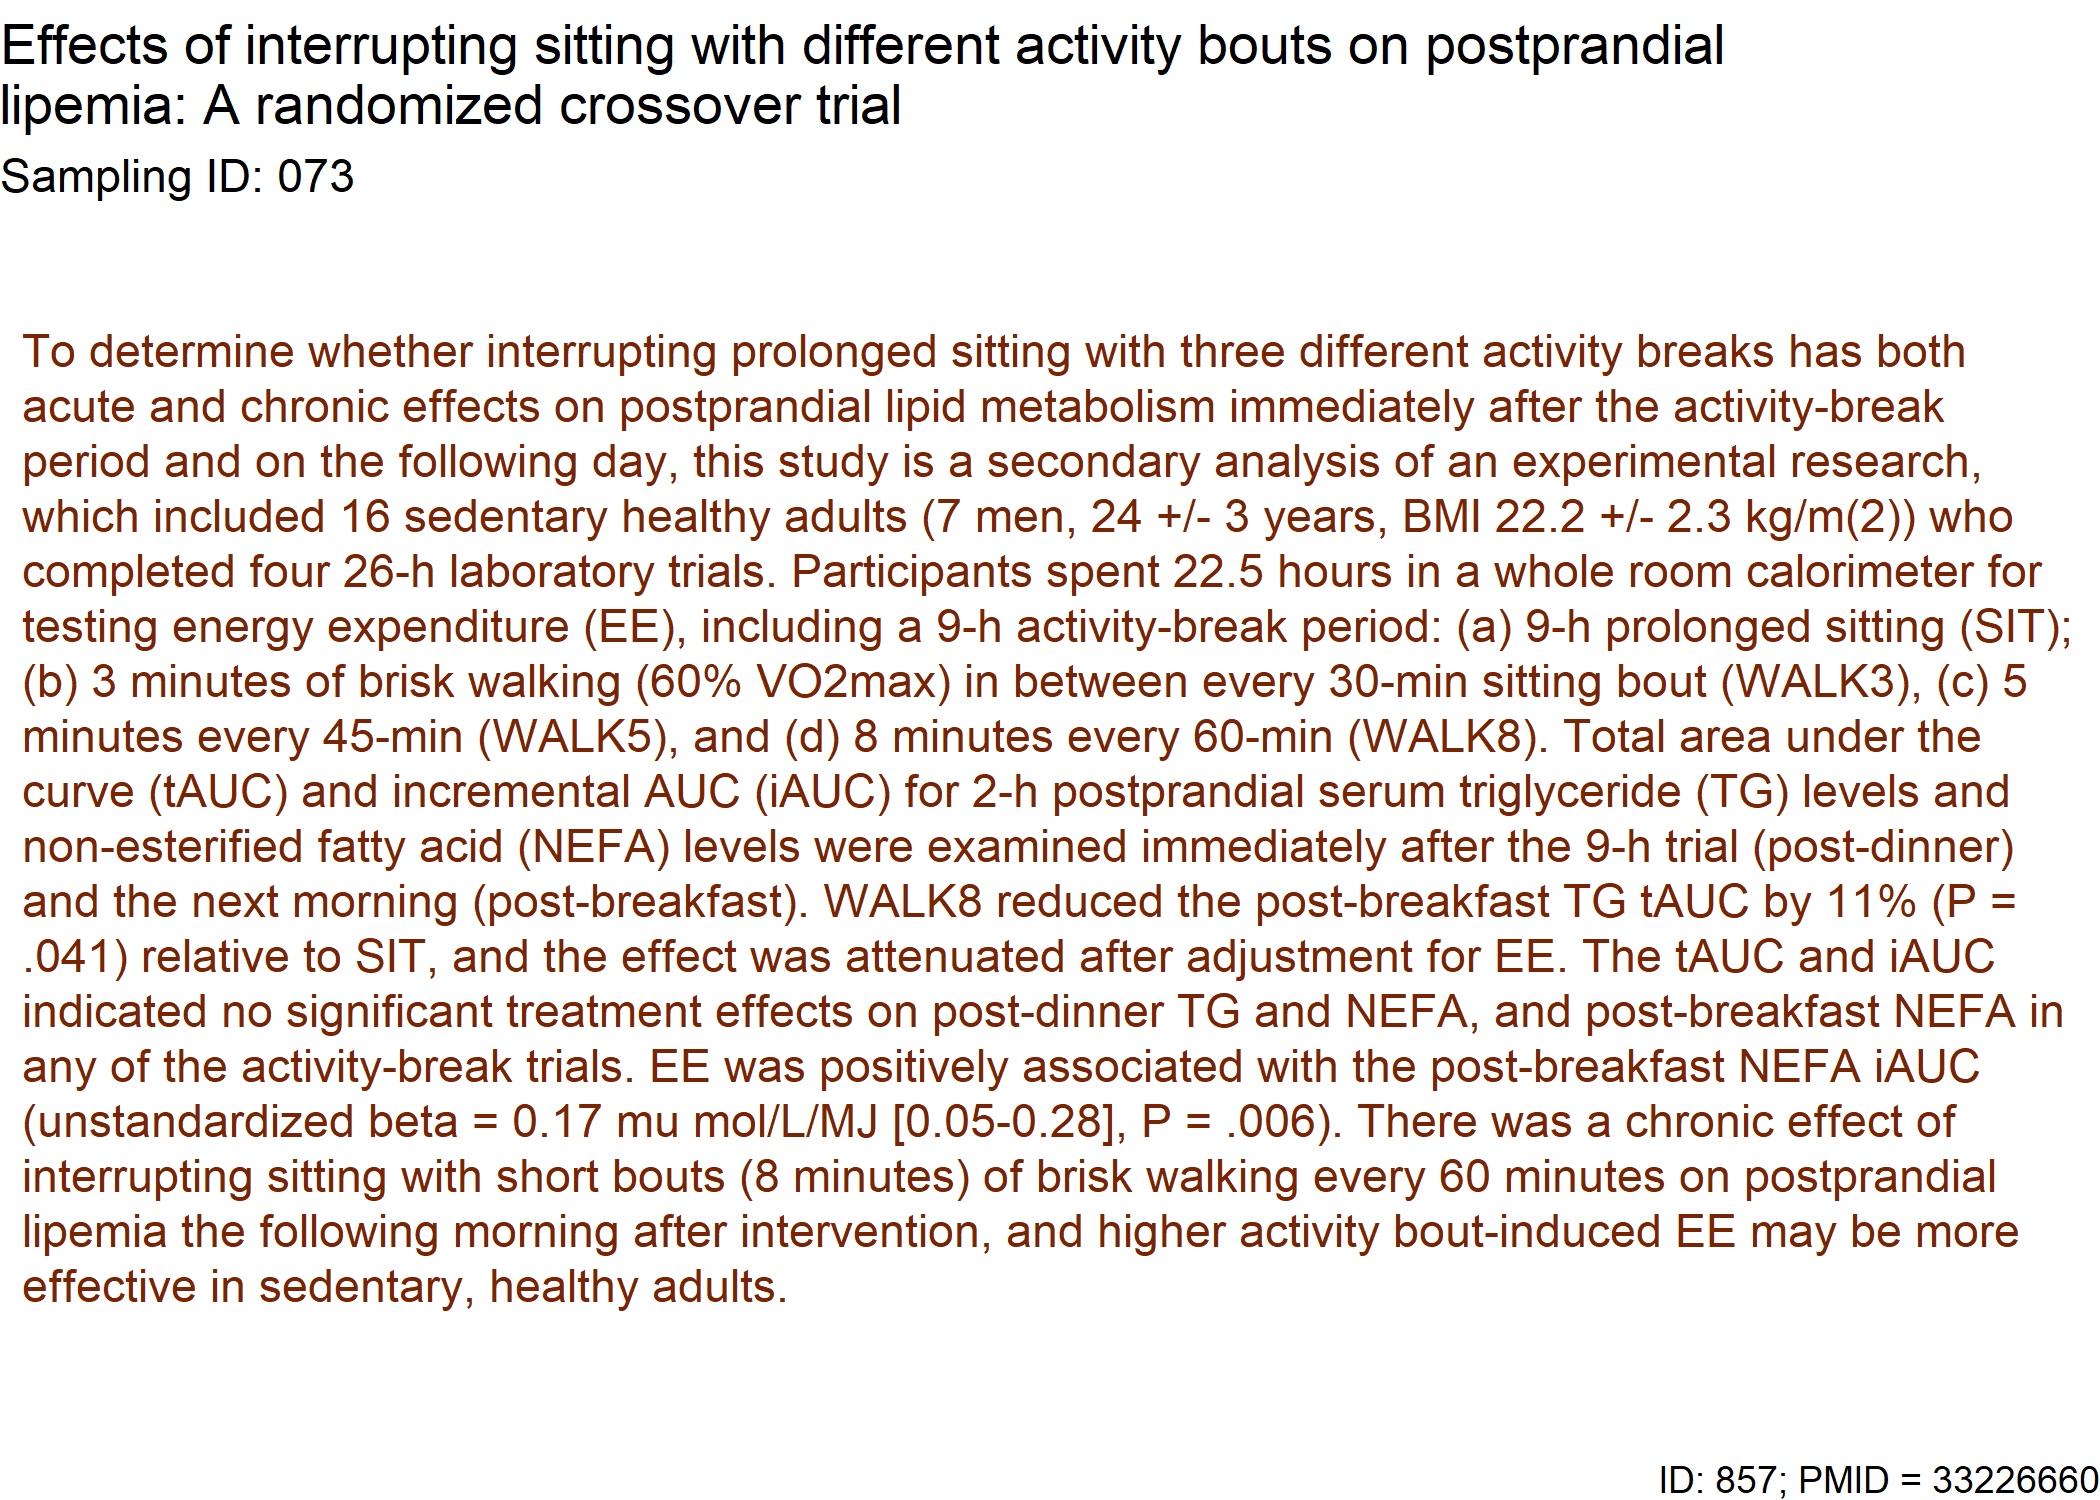 Effects of interrupting sitting with different activity bouts on postprandial
lipemia: A randomized crossover trial
Sampling ID: 073
To determine whether interrupting prolonged sitting with three different activity breaks has both
acute and chronic effects on postprandial lipid metabolism immediately after the activity-break
period and on the following day, this study is a secondary analysis of an experimental research,
which included 16 sedentary healthy adults (7 men, 24 +/- 3 years, BMI 22.2 +/- 2.3 kg/m(2)) who
completed four 26-h laboratory trials. Participants spent 22.5 hours in a whole room calorimeter for
testing energy expenditure (EE), including a 9-h activity-break period: (a) 9-h prolonged sitting (SIT);
(b) 3 minutes of brisk walking (60% VO2max) in between every 30-min sitting bout (WALK3), (c) 5
minutes every 45-min (WALK5), and (d) 8 minutes every 60-min (WALK8). Total area under the
curve (tAUC) and incremental AUC (iAUC) for 2-h postprandial serum triglyceride (TG) levels and
non-esterified fatty acid (NEFA) levels were examined immediately after the 9-h trial (post-dinner)
and the next morning (post-breakfast). WALK8 reduced the post-breakfast TG tAUC by 11% (P =
.041) relative to SIT, and the effect was attenuated after adjustment for EE. The tAUC and iAUC
indicated no significant treatment effects on post-dinner TG and NEFA, and post-breakfast NEFA in
any of the activity-break trials. EE was positively associated with the post-breakfast NEFA iAUC
(unstandardized beta = 0.17 mu mol/L/MJ [0.05-0.28], P = .006). There was a chronic effect of
interrupting sitting with short bouts (8 minutes) of brisk walking every 60 minutes on postprandial
lipemia the following morning after intervention, and higher activity bout-induced EE may be more
effective in sedentary, healthy adults.
ID: 857; PMID = 33226660